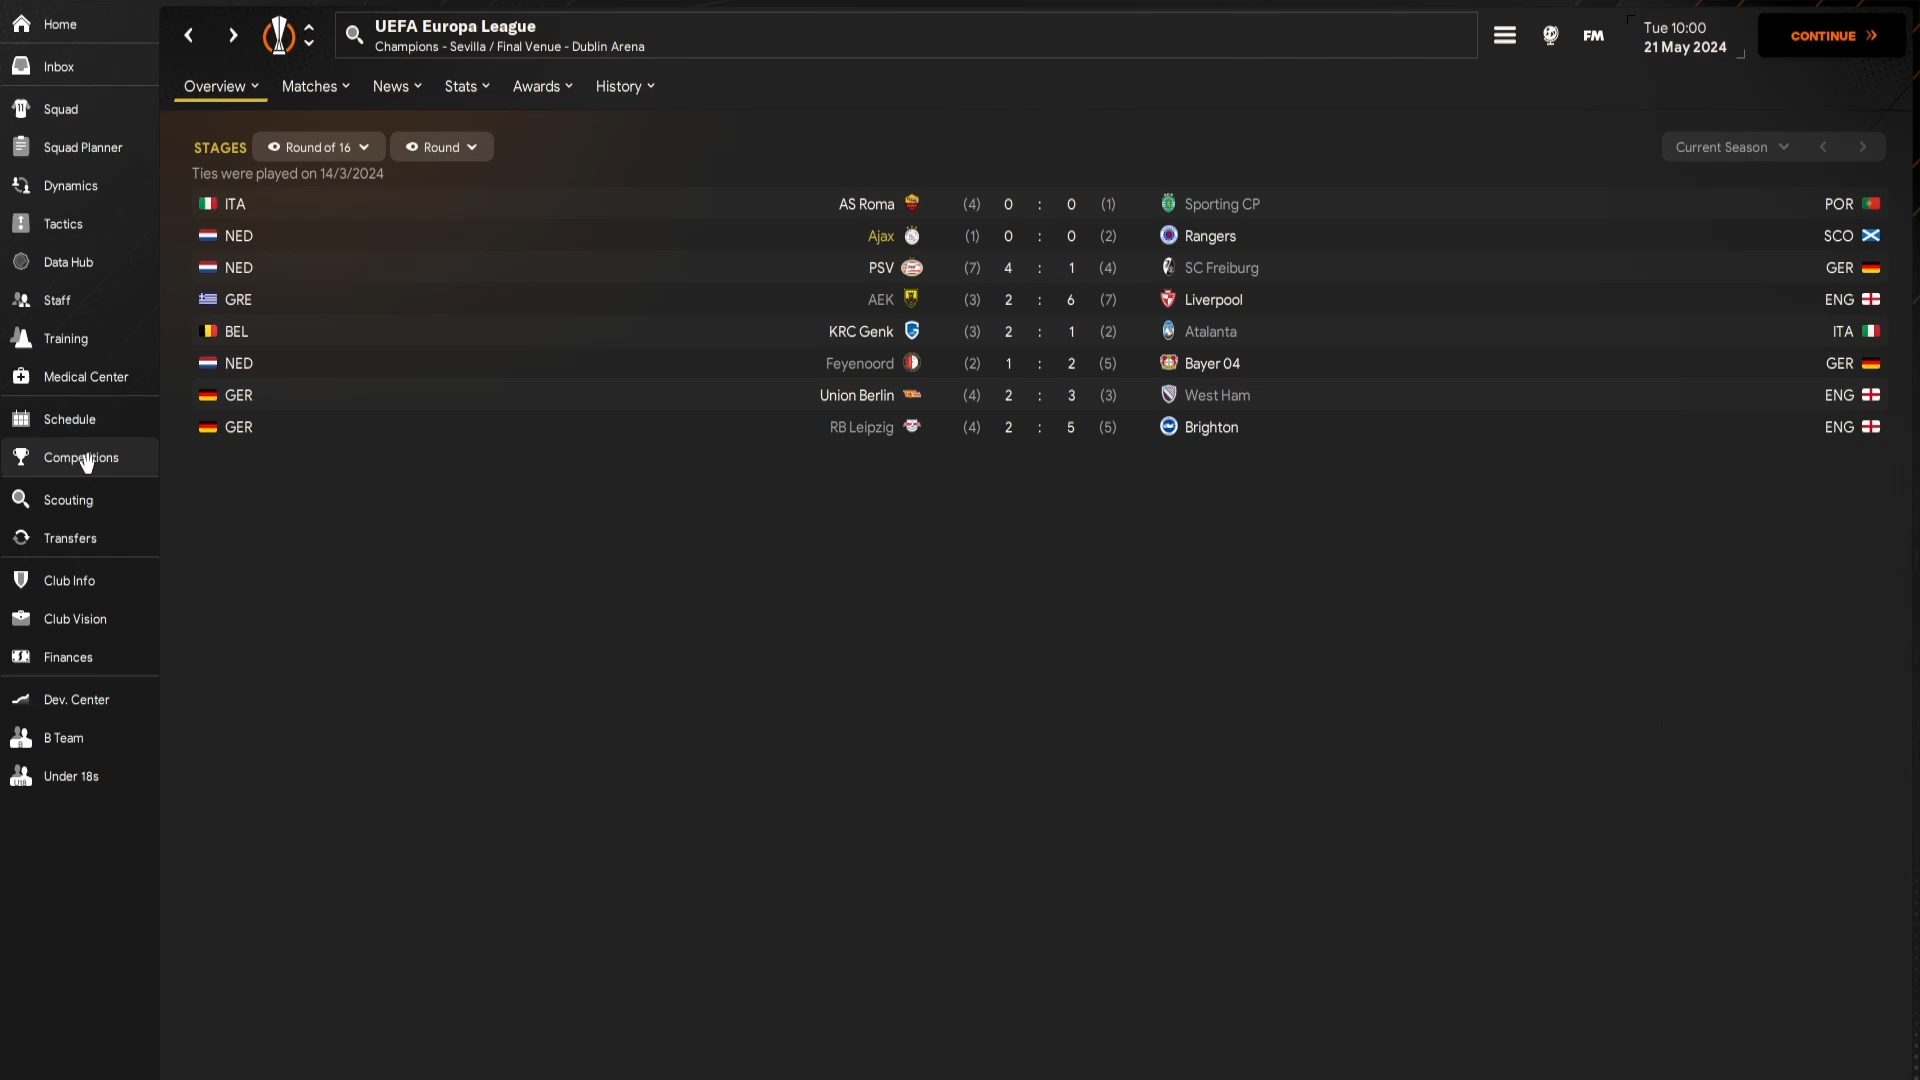 Home
Inbox
Squad
Squad Planner
Dynamics
Tactics
Data Hub
Staff
Training
Medical Center
Schedule
Competitions
Scouting
Transfers
Club Info
Club Vision
Finances
Dev. Center
B Team
Under 18s
UEFA Europa League
Champions - Sevilla / Final Venue - Dublin Arena
FM
Tue 10:00
21 May 2024
CONTINUE
Overview Matches News Stats Awards History
STAGES Round of 16 Round Current Season
Ties were played on 14/3/2024
ITA AS Roma (4) 0 : 0 (1) Sporting CP POR
NED Ajax (1) 0 : 0 (2) Rangers SCO
NED PSV (7) 4 : 1 (4) SC Freiburg GER
GRE AEK (3) 2 : 6 (7) Liverpool ENG
BEL KRC Genk (3) 2 : 1 (2) Atalanta ITA
NED Feyenoord (2) 1 : 2 (5) Bayer 04 GER
GER Union Berlin (4) 2 : 3 (3) West Ham ENG
GER RB Leipzig (4) 2 : 5 (5) Brighton ENG